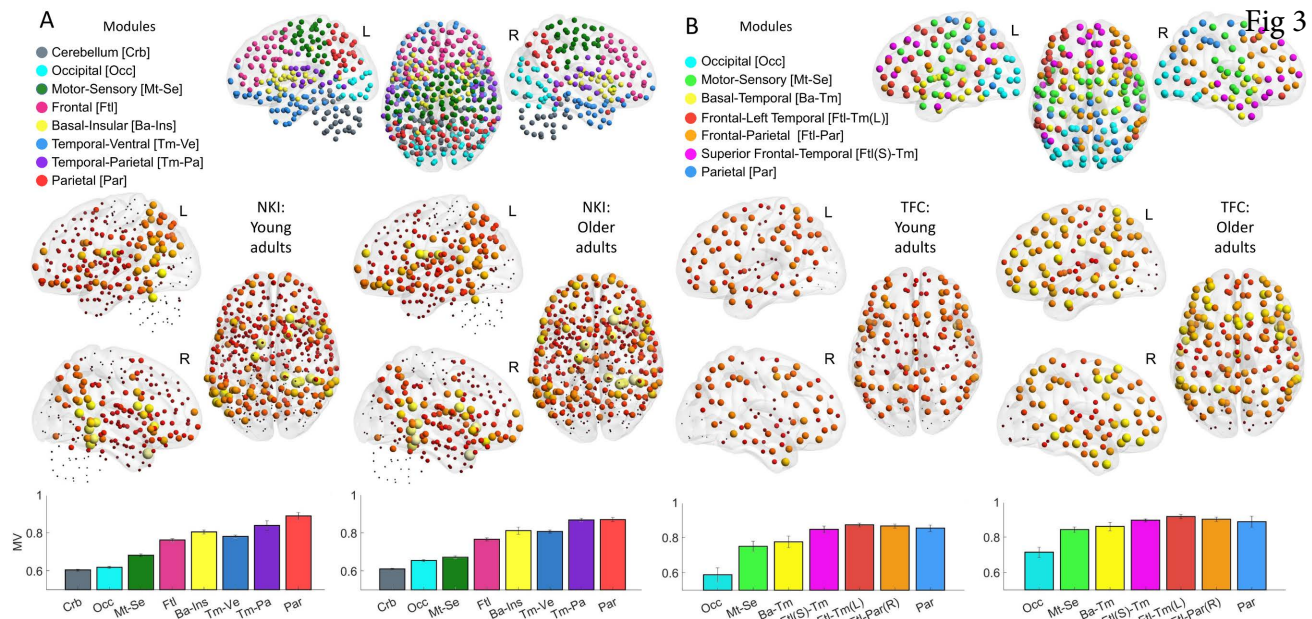 Fig 3
A
Modules
L
R
Cerebellum [Crb]
Occipital [Occ]
Motor-Sensory [Mt-Se]
Frontal [Ftl]
Basal-Insular [Ba-Ins]
Temporal-Ventral [Tm-Ve]
Temporal-Parietal [Tm-Pa]
Parietal [Par]
B
Modules
L
R
Occipital [Occ]
Motor-Sensory [Mt-Se]
Basal-Temporal [Ba-Tm]
Frontal-Left Temporal [Ftl-Tm(L)]
Frontal-Parietal [Ftl-Par]
Superior Frontal-Temporal [Ftl(S)-Tm]
Parietal [Par]
L
NKI:
Young
adults
R
L
NKI:
Older
adults
R
L
TFC:
Young
adults
R
L
TFC:
Older
adults
R
MV
1
0.8
0.6
Crb
Occ
Mt-Se
Ftl
Ba-Ins
Tm-Ve
Tm-Pa
Par
1
0.8
0.6
Crb
Occ
Mt-Se
Ftl
Ba-Ins
Tm-Ve
Tm-Pa
Par
1
0.8
0.6
Occ
Mt-Se
Ba-Tm
Par
1
0.8
0.6
Occ
Mt-Se
Ba-Tm
Par